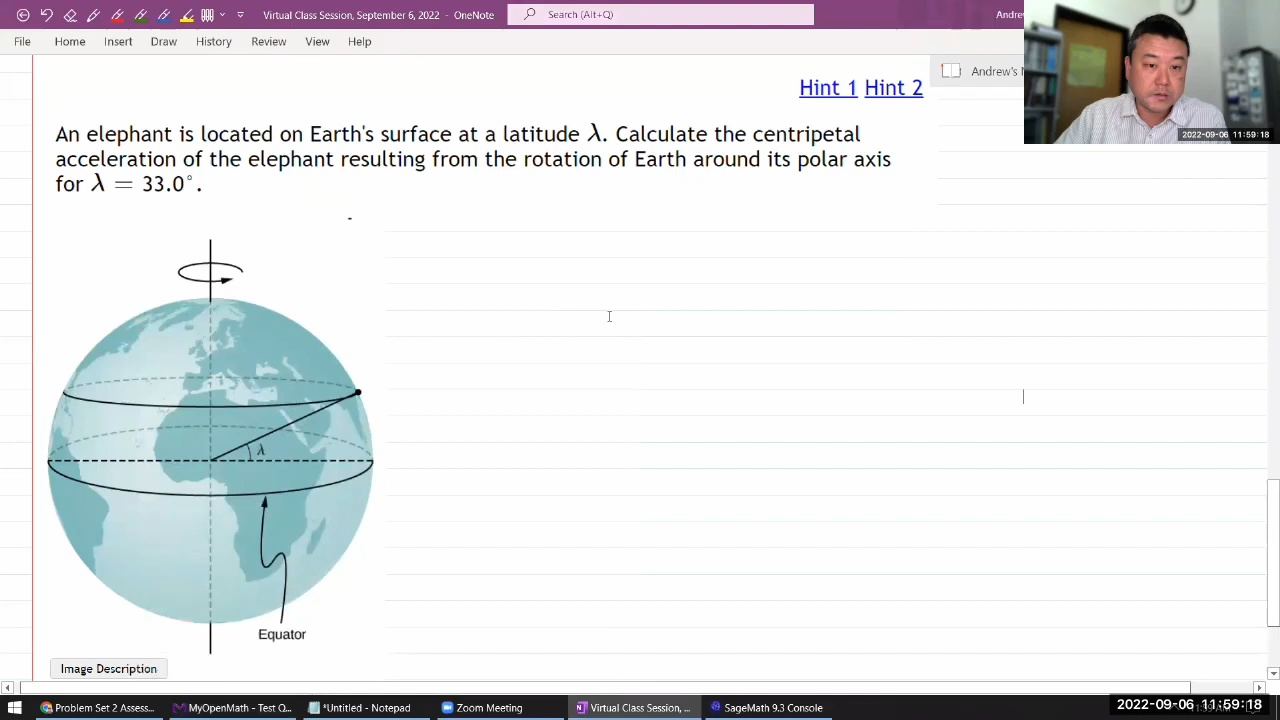 Virtual Class Session, September 6, 2022 - OneNote
Search (Alt+Q)
Andrew
File Home Insert Draw History Review View Help
Andrew's N
2022-09-06 11:59:18
Hint 1 Hint 2
An elephant is located on Earth's surface at a latitude λ. Calculate the centripetal
acceleration of the elephant resulting from the rotation of Earth around its polar axis
for λ = 33.0°.
λ
Equator
Image Description
Problem Set 2 Assess...
MyOpenMath - Test Q...
*Untitled - Notepad
Zoom Meeting
Virtual Class Session, ...
SageMath 9.3 Console
2022-09-06 11:59:18